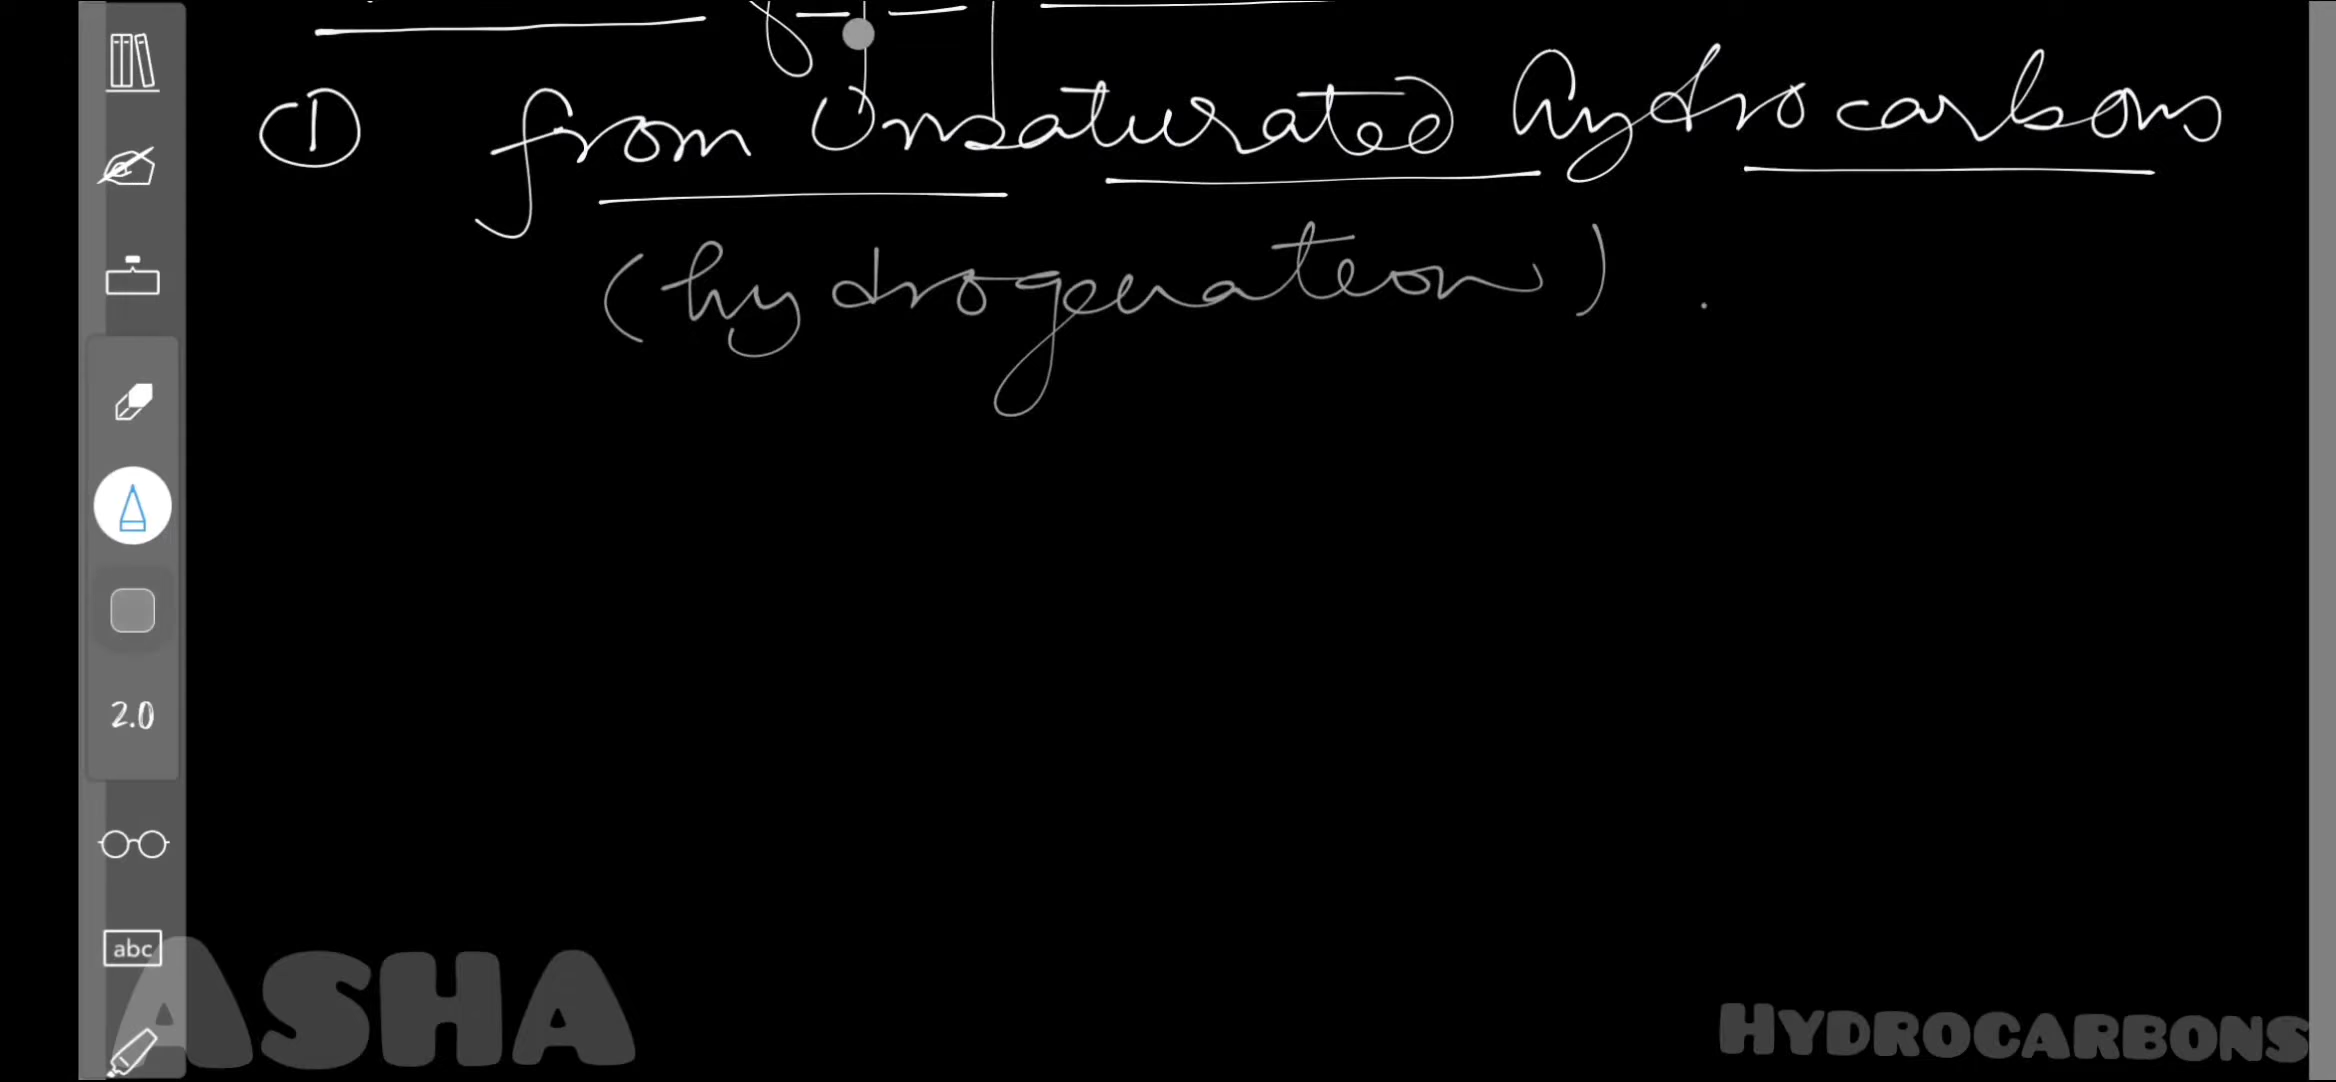 ① from Unsaturated hydrocarbons
(hydrogenation).
2.0
abc
ASHA
HYDROCARBONS